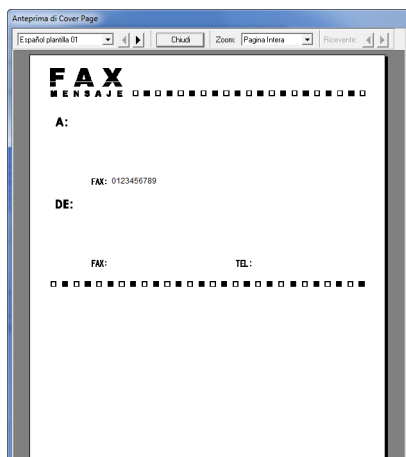 Anteprima di Cover Page
Español plantilla 01 Chiudi Zoom: Pagina Intera Ricevente:
FAX
MENSAJE
A:
FAX: 0123456789
DE:
FAX: TEL: